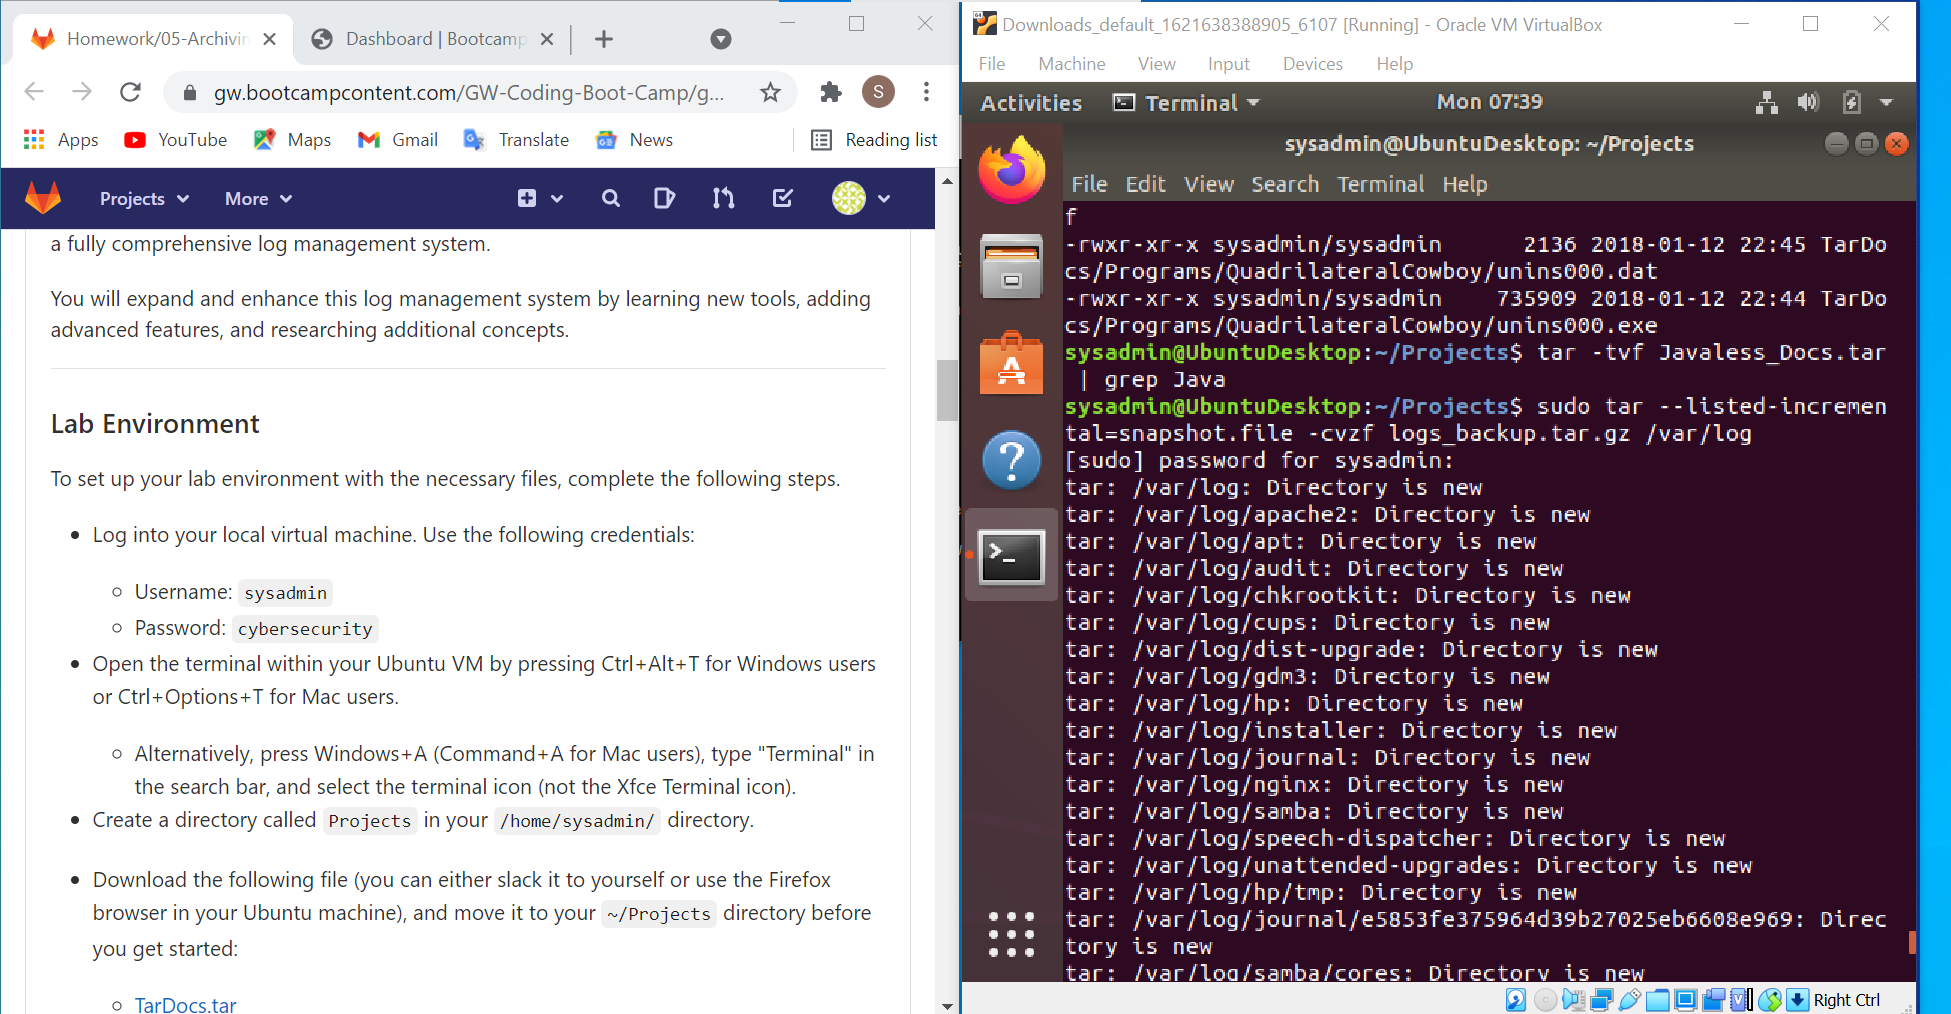 Homework/05-Archivin
Dashboard | Bootcamp
gw.bootcampcontent.com/GW-Coding-Boot-Camp/g...
S
Apps
YouTube
Maps
Gmail
Translate
News
Reading list
Projects
More
a fully comprehensive log management system.
You will expand and enhance this log management system by learning new tools, adding
advanced features, and researching additional concepts.
Lab Environment
To set up your lab environment with the necessary files, complete the following steps.
• Log into your local virtual machine. Use the following credentials:
◦ Username: sysadmin
◦ Password: cybersecurity
• Open the terminal within your Ubuntu VM by pressing Ctrl+Alt+T for Windows users
or Ctrl+Options+T for Mac users.
◦ Alternatively, press Windows+A (Command+A for Mac users), type "Terminal" in
the search bar, and select the terminal icon (not the Xfce Terminal icon).
• Create a directory called Projects in your /home/sysadmin/ directory.
• Download the following file (you can either slack it to yourself or use the Firefox
browser in your Ubuntu machine), and move it to your ~/Projects directory before
you get started:
◦ TarDocs.tar
Downloads_default_1621638388905_6107 [Running] - Oracle VM VirtualBox
File Machine View Input Devices Help
Activities
Terminal
Mon 07:39
sysadmin@UbuntuDesktop: ~/Projects
File Edit View Search Terminal Help
f
-rwxr-xr-x sysadmin/sysadmin      2136 2018-01-12 22:45 TarDo
cs/Programs/QuadrilateralCowboy/unins000.dat
-rwxr-xr-x sysadmin/sysadmin    735909 2018-01-12 22:44 TarDo
cs/Programs/QuadrilateralCowboy/unins000.exe
sysadmin@UbuntuDesktop:~/Projects$ tar -tvf Javaless_Docs.tar
 | grep Java
sysadmin@UbuntuDesktop:~/Projects$ sudo tar --listed-incremen
tal=snapshot.file -cvzf logs_backup.tar.gz /var/log
[sudo] password for sysadmin:
tar: /var/log: Directory is new
tar: /var/log/apache2: Directory is new
tar: /var/log/apt: Directory is new
tar: /var/log/audit: Directory is new
tar: /var/log/chkrootkit: Directory is new
tar: /var/log/cups: Directory is new
tar: /var/log/dist-upgrade: Directory is new
tar: /var/log/gdm3: Directory is new
tar: /var/log/hp: Directory is new
tar: /var/log/installer: Directory is new
tar: /var/log/journal: Directory is new
tar: /var/log/nginx: Directory is new
tar: /var/log/samba: Directory is new
tar: /var/log/speech-dispatcher: Directory is new
tar: /var/log/unattended-upgrades: Directory is new
tar: /var/log/hp/tmp: Directory is new
tar: /var/log/journal/e5853fe375964d39b27025eb6608e969: Direc
tory is new
tar: /var/log/samba/cores: Directory is new
Right Ctrl